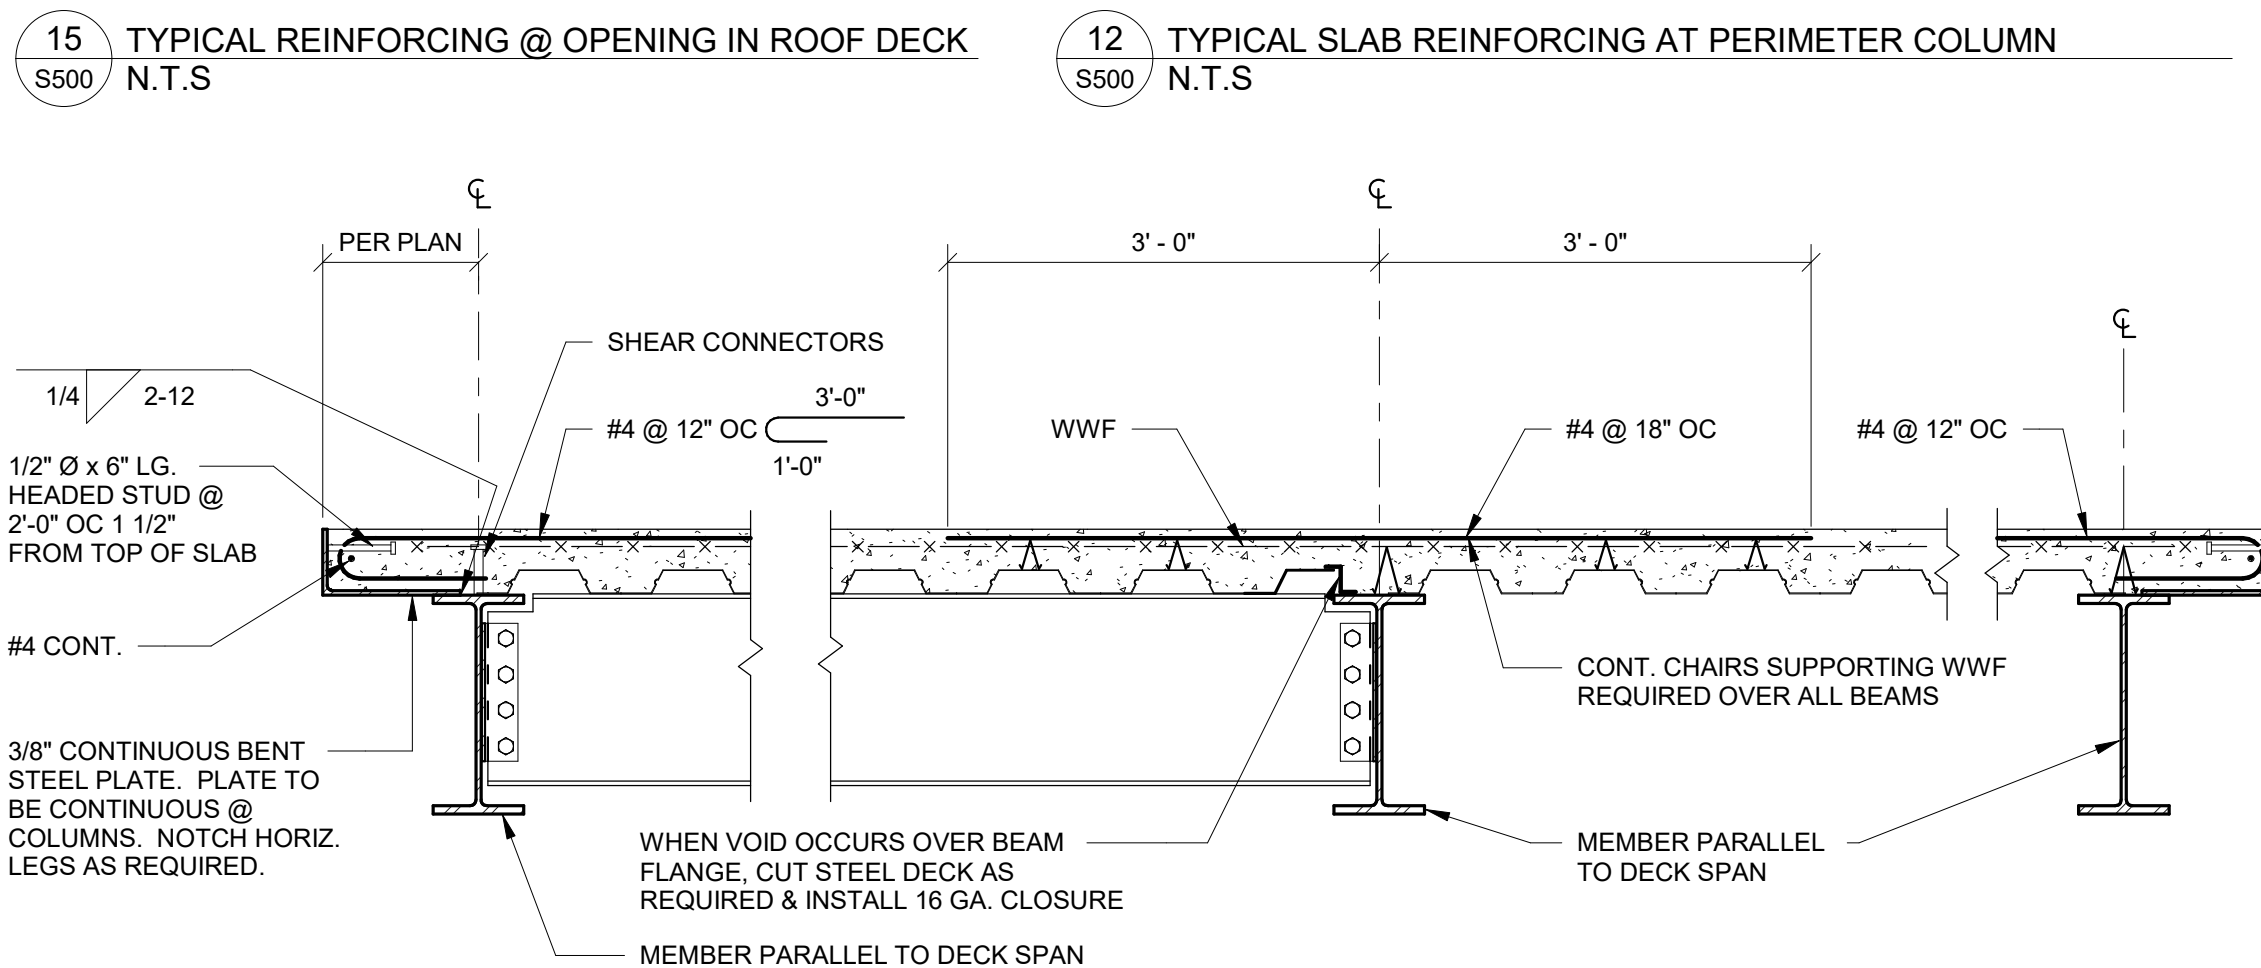 15
S500
TYPICAL REINFORCING @ OPENING IN ROOF DECK
N.T.S
12
S500
TYPICAL SLAB REINFORCING AT PERIMETER COLUMN
N.T.S
℄
℄
PER PLAN
3' - 0"
3' - 0"
℄
SHEAR CONNECTORS
1/4
2-12
3'-0"
#4 @ 12" OC
1'-0"
WWF
#4 @ 18" OC
#4 @ 12" OC
1/2" Ø x 6" LG.
HEADED STUD @
2'-0" OC 1 1/2"
FROM TOP OF SLAB
#4 CONT.
CONT. CHAIRS SUPPORTING WWF
REQUIRED OVER ALL BEAMS
3/8" CONTINUOUS BENT
STEEL PLATE. PLATE TO
BE CONTINUOUS @
COLUMNS. NOTCH HORIZ.
LEGS AS REQUIRED.
WHEN VOID OCCURS OVER BEAM
FLANGE, CUT STEEL DECK AS
REQUIRED & INSTALL 16 GA. CLOSURE
MEMBER PARALLEL
TO DECK SPAN
MEMBER PARALLEL TO DECK SPAN